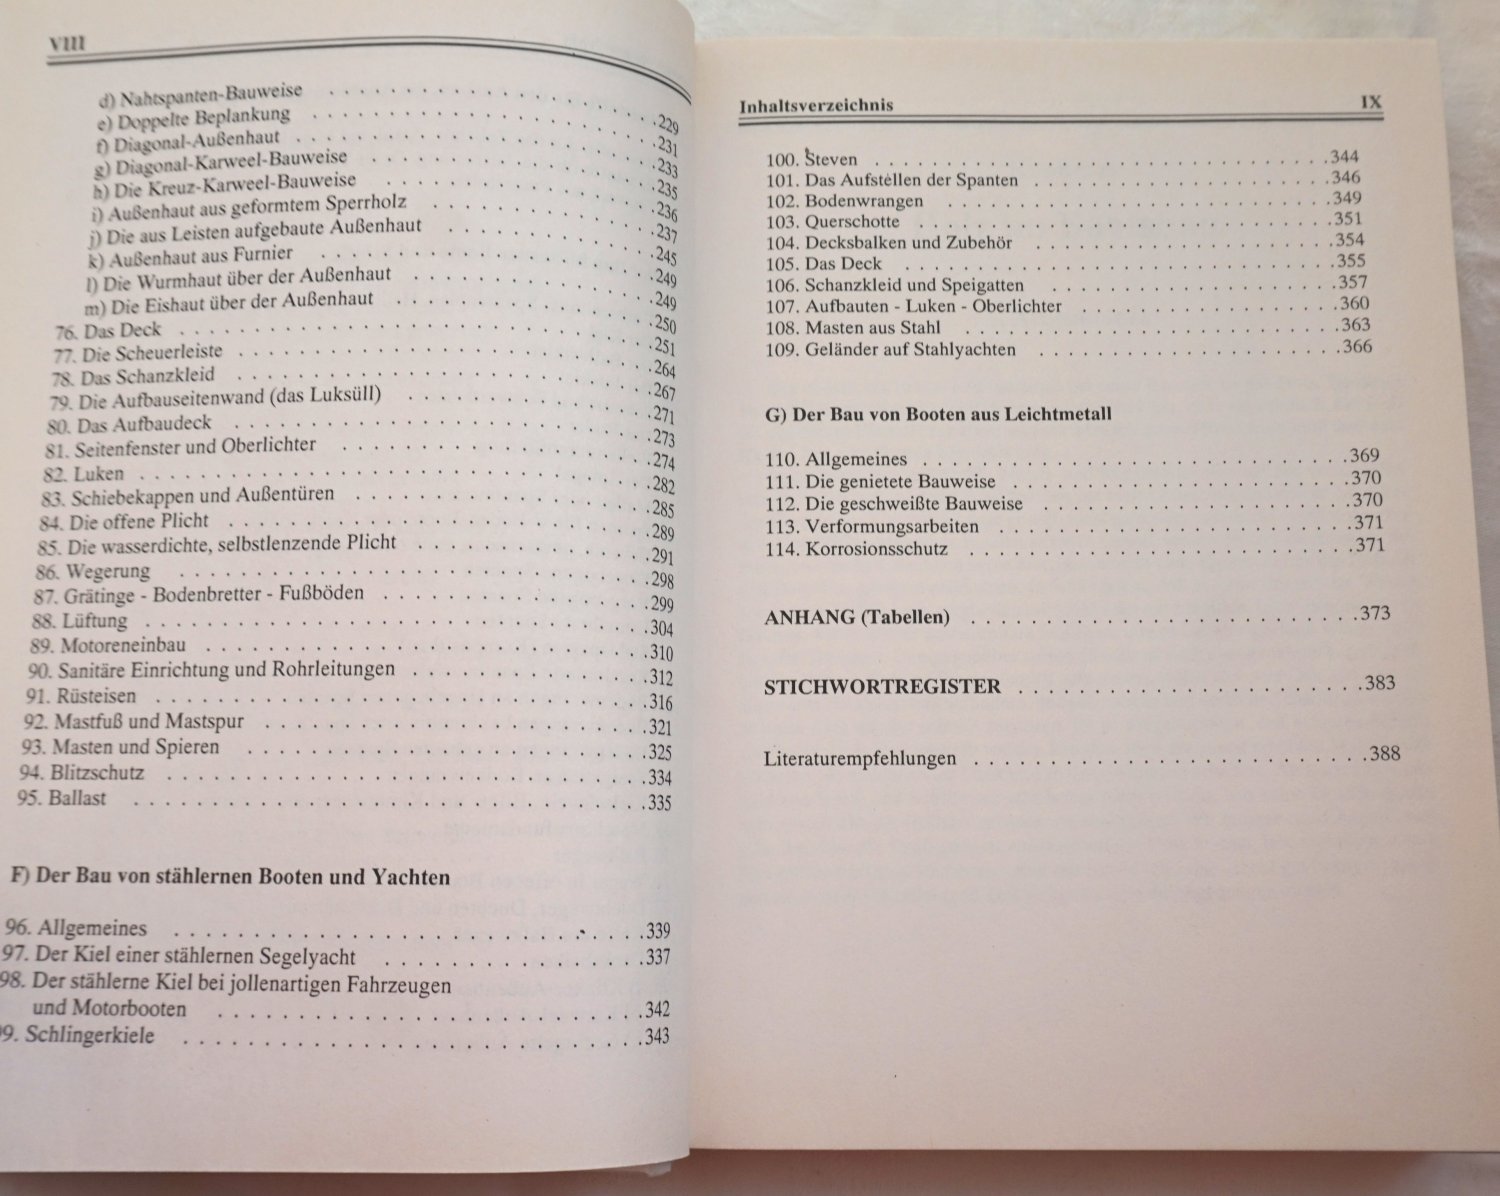 VIII
d) Nahtspanten-Bauweise . . . . . . . . . . . . . . . . . 229
e) Doppelte Beplankung . . . . . . . . . . . . . . . . . 231
f) Diagonal-Außenhaut . . . . . . . . . . . . . . . . . 233
g) Diagonal-Karweel-Bauweise . . . . . . . . . . . . . . 235
h) Die Kreuz-Karweel-Bauweise . . . . . . . . . . . . . . 236
i) Außenhaut aus geformtem Sperrholz . . . . . . . . . . . 237
j) Die aus Leisten aufgebaute Außenhaut . . . . . . . . . . 245
k) Außenhaut aus Furnier . . . . . . . . . . . . . . . . 249
l) Die Wurmhaut über der Außenhaut . . . . . . . . . . . . 249
m) Die Eishaut über der Außenhaut . . . . . . . . . . . . 250
76. Das Deck . . . . . . . . . . . . . . . . . . . . . . 251
77. Die Scheuerleiste . . . . . . . . . . . . . . . . . . 264
78. Das Schanzkleid . . . . . . . . . . . . . . . . . . . 267
79. Die Aufbauseitenwand (das Luksüll) . . . . . . . . . . . 271
80. Das Aufbaudeck . . . . . . . . . . . . . . . . . . . 273
81. Seitenfenster und Oberlichter . . . . . . . . . . . . . 274
82. Luken . . . . . . . . . . . . . . . . . . . . . . . 282
83. Schiebekappen und Außentüren . . . . . . . . . . . . . 285
84. Die offene Plicht . . . . . . . . . . . . . . . . . . 289
85. Die wasserdichte, selbstlenzende Plicht . . . . . . . . . 291
86. Wegerung . . . . . . . . . . . . . . . . . . . . . . 298
87. Grätinge - Bodenbretter - Fußböden . . . . . . . . . . . 299
88. Lüftung . . . . . . . . . . . . . . . . . . . . . . 304
89. Motoreneinbau . . . . . . . . . . . . . . . . . . . . 310
90. Sanitäre Einrichtung und Rohrleitungen . . . . . . . . . 312
91. Rüsteisen . . . . . . . . . . . . . . . . . . . . . . 316
92. Mastfuß und Mastspur . . . . . . . . . . . . . . . . . 321
93. Masten und Spieren . . . . . . . . . . . . . . . . . . 325
94. Blitzschutz . . . . . . . . . . . . . . . . . . . . . 334
95. Ballast . . . . . . . . . . . . . . . . . . . . . . 335
F) Der Bau von stählernen Booten und Yachten
96. Allgemeines . . . . . . . . . . . . . . . . . . . . . 339
97. Der Kiel einer stählernen Segelyacht . . . . . . . . . . 337
98. Der stählerne Kiel bei jollenartigen Fahrzeugen
und Motorbooten . . . . . . . . . . . . . . . . . . . . 342
99. Schlingerkiele . . . . . . . . . . . . . . . . . . . . 343
Inhaltsverzeichnis IX
100. Steven . . . . . . . . . . . . . . . . . . . . . . . 344
101. Das Aufstellen der Spanten . . . . . . . . . . . . . . 346
102. Bodenwrangen . . . . . . . . . . . . . . . . . . . . 349
103. Querschotte . . . . . . . . . . . . . . . . . . . . . 351
104. Decksbalken und Zubehör . . . . . . . . . . . . . . . 354
105. Das Deck . . . . . . . . . . . . . . . . . . . . . . 355
106. Schanzkleid und Speigatten . . . . . . . . . . . . . . 357
107. Aufbauten - Luken - Oberlichter . . . . . . . . . . . . 360
108. Masten aus Stahl . . . . . . . . . . . . . . . . . . . 363
109. Geländer auf Stahlyachten . . . . . . . . . . . . . . . 366
G) Der Bau von Booten aus Leichtmetall
110. Allgemeines . . . . . . . . . . . . . . . . . . . . . 369
111. Die genietete Bauweise . . . . . . . . . . . . . . . . 370
112. Die geschweißte Bauweise . . . . . . . . . . . . . . . 370
113. Verformungsarbeiten . . . . . . . . . . . . . . . . . 371
114. Korrosionsschutz . . . . . . . . . . . . . . . . . . . 371
ANHANG (Tabellen) . . . . . . . . . . . . . . . . . . . . 373
STICHWORTREGISTER . . . . . . . . . . . . . . . . . . . 383
Literaturempfehlungen . . . . . . . . . . . . . . . . . . 388